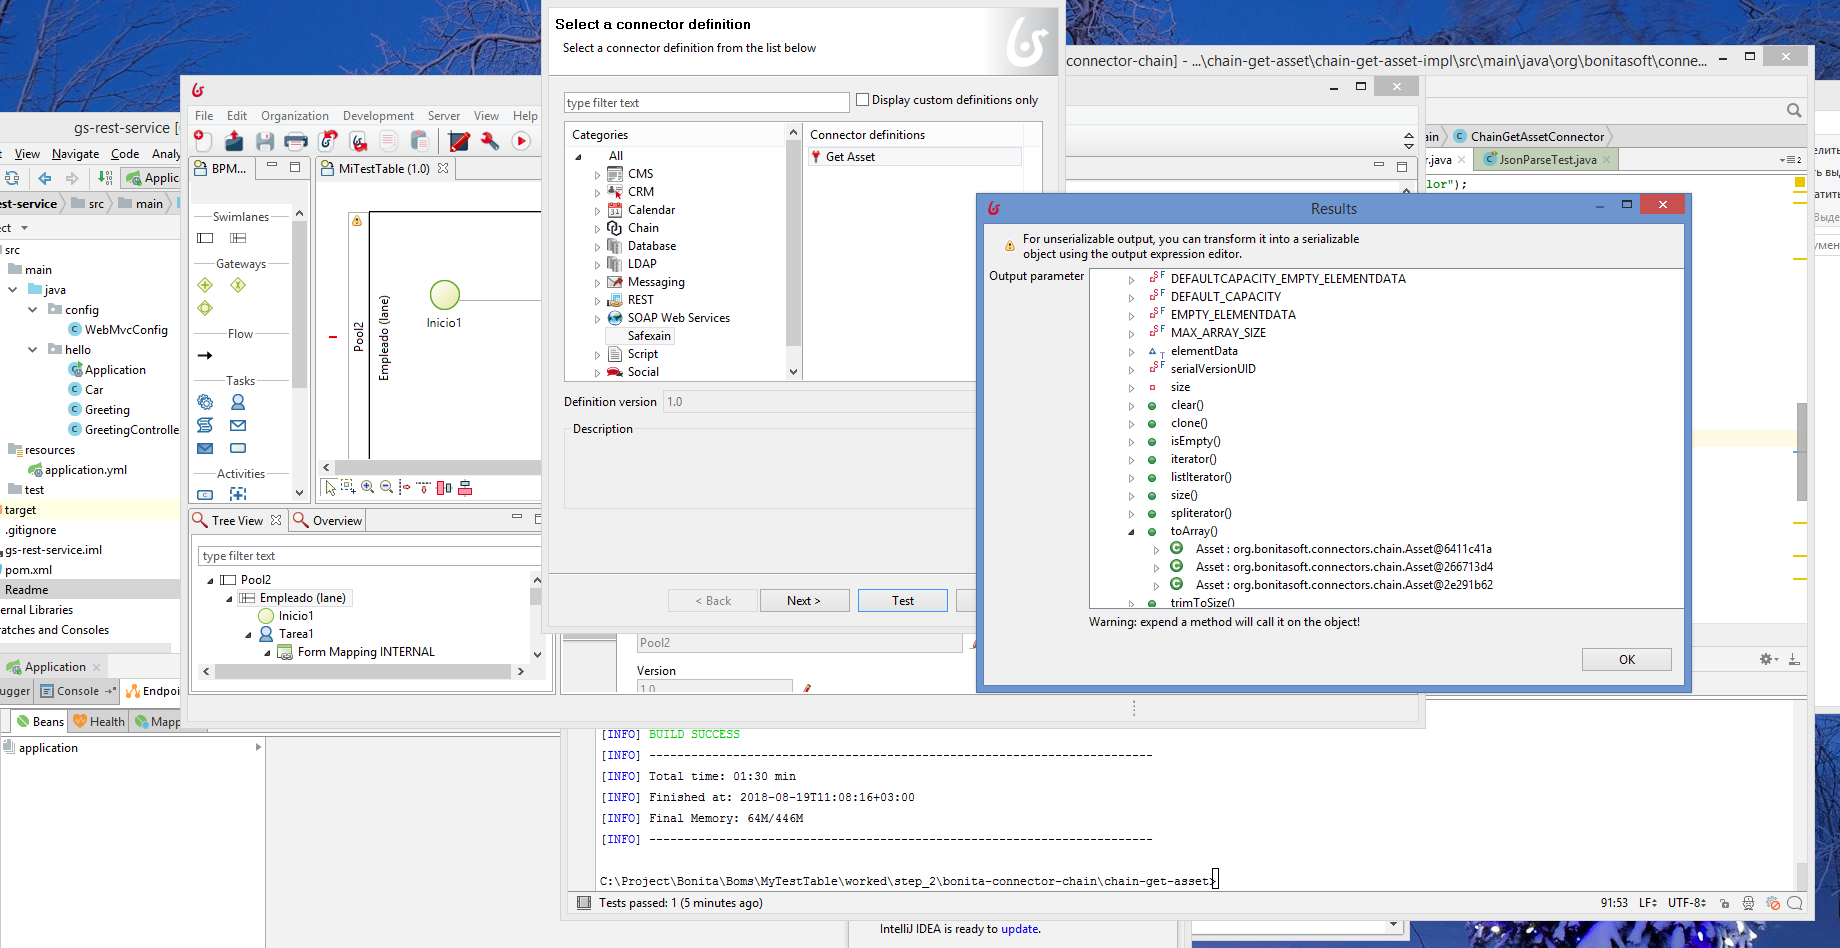 Select a connector definition
Select a connector definition from the list below
type filter text
Display custom definitions only
Categories
All
CMS
CRM
Calendar
Chain
Database
LDAP
Messaging
REST
SOAP Web Services
Safexain
Script
Social
Connector definitions
Get Asset
Definition version
1.0
Description
< Back
Next >
Test
connector-chain] - ...\chain-get-asset\chain-get-asset-impl\src\main\java\org\bonitasoft\conne...
ChainGetAssetConnector
r.java
JsonParseTest.java
lor");
Results
For unserializable output, you can transform it into a serializable
object using the output expression editor.
Output parameter
DEFAULTCAPACITY_EMPTY_ELEMENTDATA
DEFAULT_CAPACITY
EMPTY_ELEMENTDATA
MAX_ARRAY_SIZE
elementData
serialVersionUID
size
clear()
clone()
isEmpty()
iterator()
listIterator()
size()
spliterator()
toArray()
Asset : org.bonitasoft.connectors.chain.Asset@6411c41a
Asset : org.bonitasoft.connectors.chain.Asset@266713d4
Asset : org.bonitasoft.connectors.chain.Asset@2e291b62
trimToSize()
Warning: expend a method will call it on the object!
OK
File Edit Organization Development Server View Help
BPM...
MiTestTable (1.0)
Swimlanes
Gateways
Flow
Tasks
Activities
Pool2
Empleado (lane)
Inicio1
Tree View
Overview
type filter text
Pool2
Empleado (lane)
Inicio1
Tarea1
Form Mapping INTERNAL
Pool2
Version
1.0
gs-rest-service [
View Navigate Code Analy
Applic
est-service
src
main
ect
src
main
java
config
WebMvcConfig
hello
Application
Car
Greeting
GreetingControlle
resources
application.yml
test
target
.gitignore
gs-rest-service.iml
pom.xml
Readme
ernal Libraries
ratches and Consoles
Application
ugger
Console
Endpoi
Beans
Health
Mapp
application
[INFO] BUILD SUCCESS
[INFO] ------------------------------------------------------------------------
[INFO] Total time: 01:30 min
[INFO] Finished at: 2018-08-19T11:08:16+03:00
[INFO] Final Memory: 64M/446M
[INFO] ------------------------------------------------------------------------
C:\Project\Bonita\Boms\MyTestTable\worked\step_2\bonita-connector-chain\chain-get-asset>
Tests passed: 1 (5 minutes ago)
91:53 LF UTF-8
IntelliJ IDEA is ready to update.